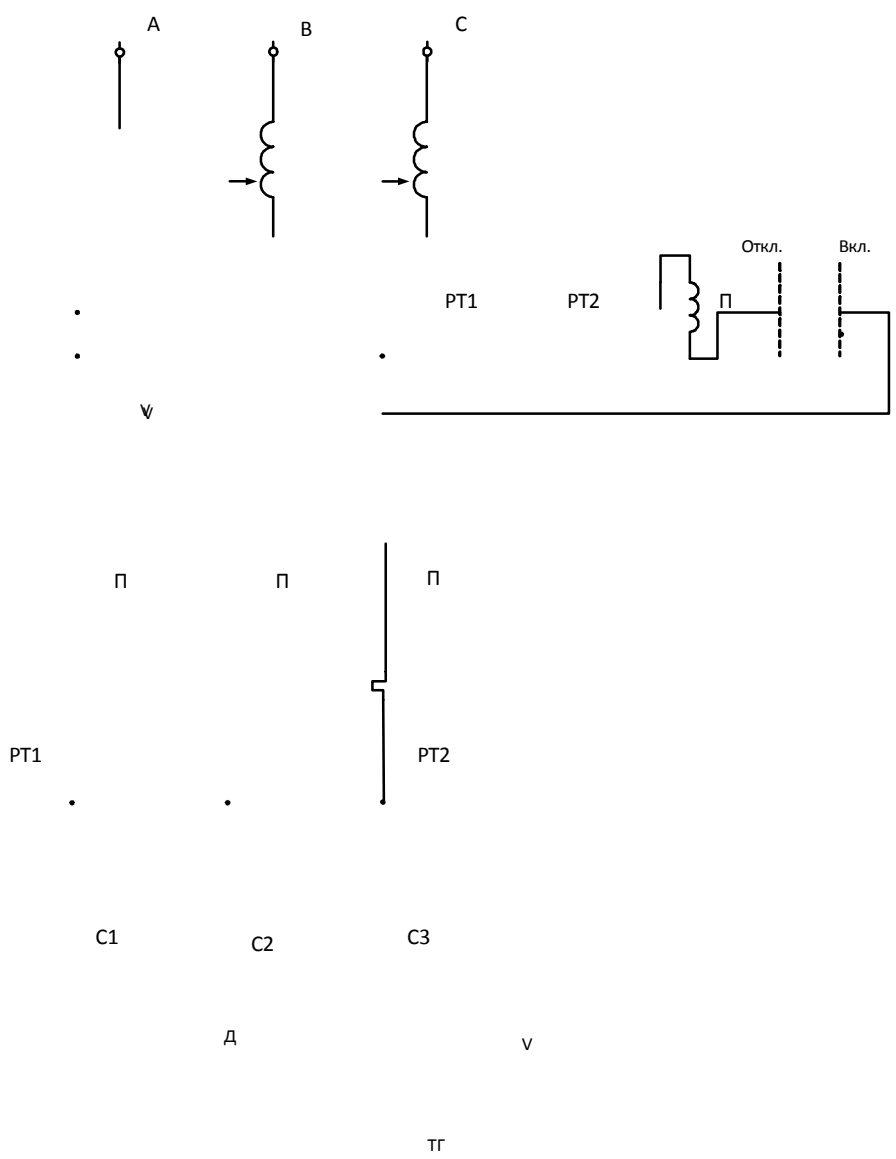 А В С
Откл. Вкл.
РТ1 РТ2 П
V
П П П
РТ1 РТ2
С1 С2 С3
Д V
ТГ